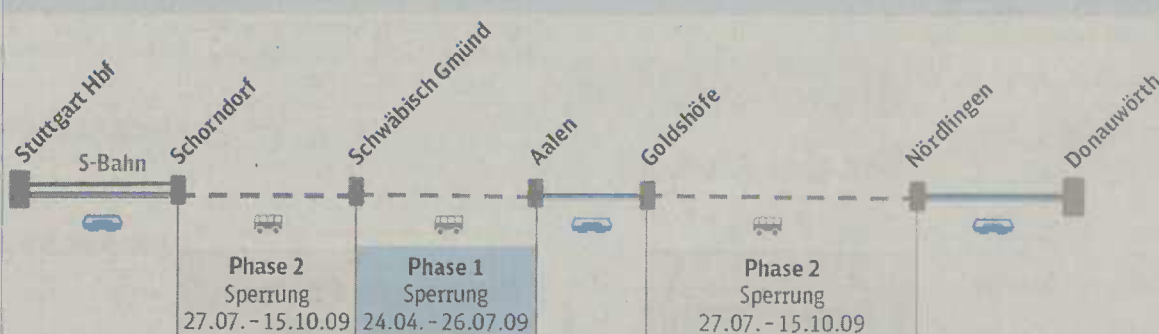 Stuttgart Hbf
Schorndorf
Schwäbisch Gmünd
Aalen
Goldshöfe
Nördlingen
Donauwörth
S-Bahn
Phase 2
Sperrung
27.07. – 15.10.09
Phase 1
Sperrung
24.04. – 26.07.09
Phase 2
Sperrung
27.07. – 15.10.09